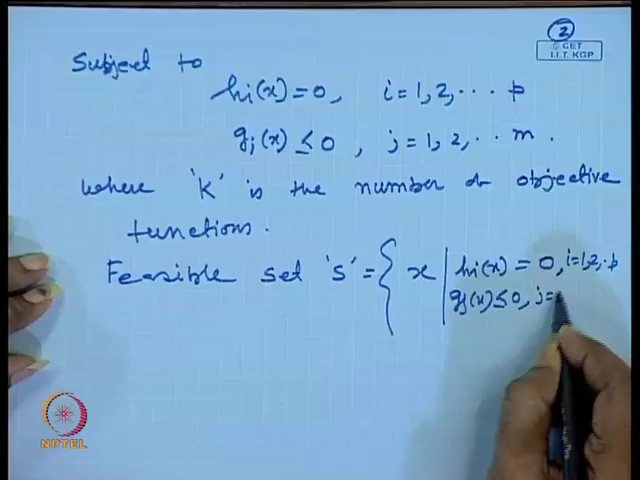 2
© CET
I.I.T. KGP
Subject to
hi(x) = 0, i = 1, 2, ... p
gj(x) ≤ 0, j = 1, 2, .. m.
where 'K' is the number of objective
functions.
Feasible set 's' = { x | hi(x) = 0, i=1,2,..p
gj(x) ≤ 0, j =
NPTEL